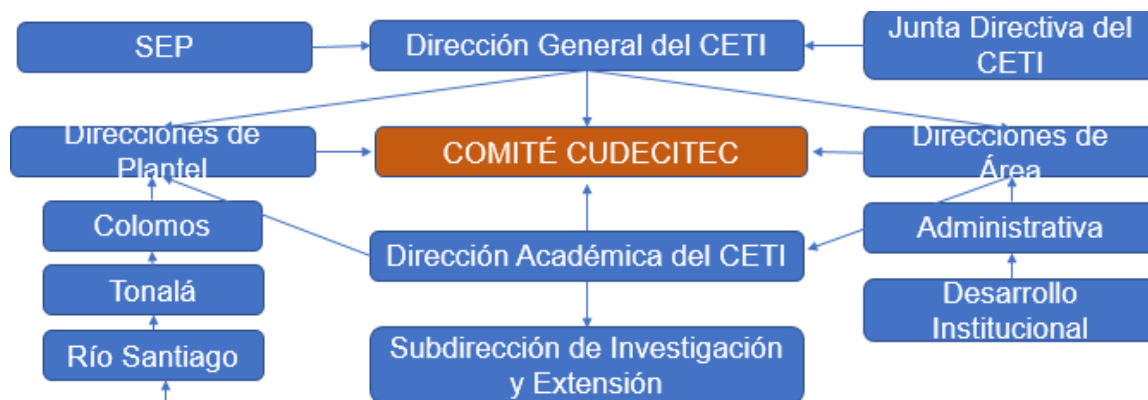 SEP
Dirección General del CETI
Junta Directiva del
CETI
Direcciones de
Plantel
COMITÉ CUDECITEC
Direcciones de
Área
Colomos
Dirección Académica del CETI
Administrativa
Tonalá
Desarrollo
Institucional
Río Santiago
Subdirección de Investigación
y Extensión